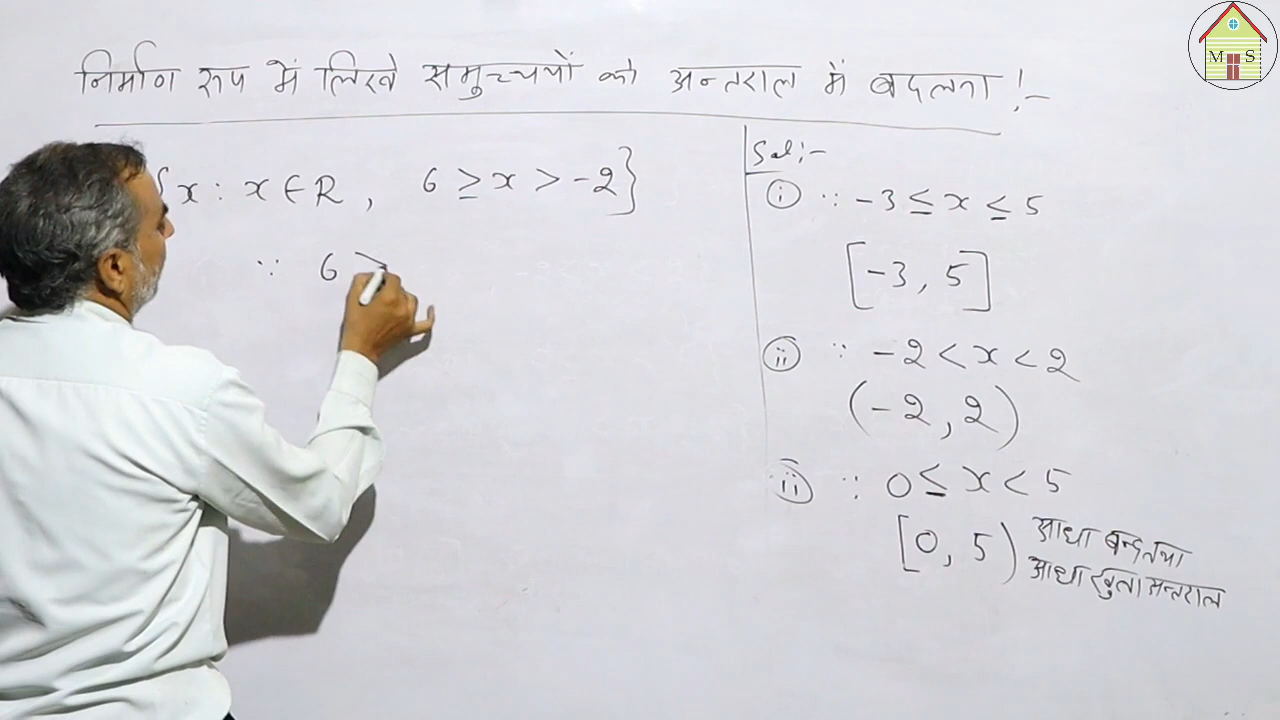 निर्माण रूप में लिखे समुच्चयों को अन्तराल में बदलना !-
{x : x ∈ R , 6 ≥ x > -2}
∵ 6 >
Sol:-
(i) ∵ -3 ≤ x ≤ 5
[-3, 5]
(ii) ∵ -2 < x < 2
(-2, 2)
(iii) ∵ 0 ≤ x < 5
[0, 5) आधा बन्द तथा
आधा खुला अन्तराल
M S